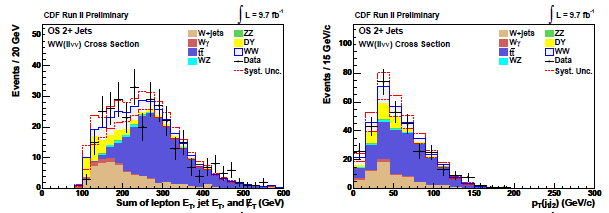 CDF Run II Preliminary
∫ L = 9.7 fb⁻¹
OS 2+ Jets
WW(llνν) Cross Section
W+jets
Wγ
tt̄
WZ
ZZ
DY
WW
Data
Syst. Unc.
Events / 20 GeV
50
40
30
20
10
0
0 100 200 300 400 500 600
Sum of lepton E_T, jet E_T, and E̸_T (GeV)
CDF Run II Preliminary
∫ L = 9.7 fb⁻¹
OS 2+ Jets
WW(llνν) Cross Section
W+jets
Wγ
tt̄
WZ
ZZ
DY
WW
Data
Syst. Unc.
Events / 15 GeV/c
100
80
60
40
20
0
0 50 100 150 200 250 300
(GeV/c)